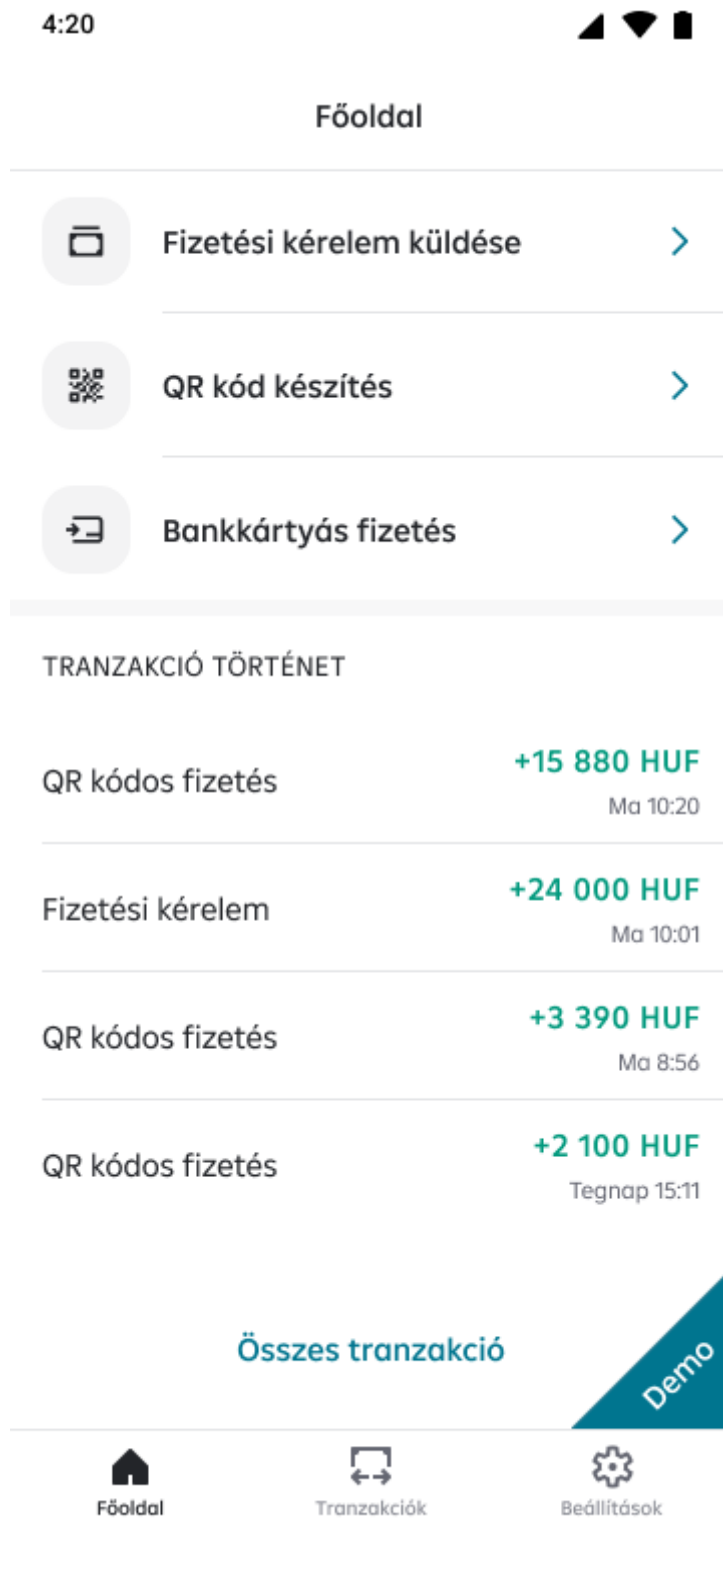 4:20
Főoldal
Fizetési kérelem küldése
QR kód készítés
Bankkártyás fizetés
TRANZAKCIÓ TÖRTÉNET
QR kódos fizetés
+15 880 HUF
Ma 10:20
Fizetési kérelem
+24 000 HUF
Ma 10:01
QR kódos fizetés
+3 390 HUF
Ma 8:56
QR kódos fizetés
+2 100 HUF
Tegnap 15:11
Összes tranzakció
Demo
Főoldal
Tranzakciók
Beállítások